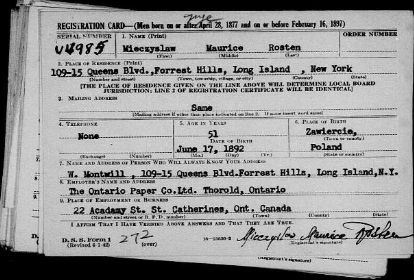 June
REGISTRATION CARD—(Men born on or after April 28, 1877 and on or before February 16, 1897)
SERIAL NUMBER
1. NAME (Print)
ORDER NUMBER
U4985
Mieczyslaw Maurice Rosten
(First) (Middle) (Last)
2. PLACE OF RESIDENCE (Print)
109-15 Queens Blvd.,Forrest Hills, Long Island , New York
(Number and street) (Town, township, village, or city) (County) (State)
[THE PLACE OF RESIDENCE GIVEN ON THE LINE ABOVE WILL DETERMINE LOCAL BOARD
JURISDICTION; LINE 2 OF REGISTRATION CERTIFICATE WILL BE IDENTICAL]
3. MAILING ADDRESS
Same
(Mailing address if other than place indicated on line 2. If same insert word same)
4. TELEPHONE
5. AGE IN YEARS
6. PLACE OF BIRTH
None
51
Zawiercie,
DATE OF BIRTH
(Town or county)
June 17, 1892
Poland
(Exchange) (Number)
(Mo.) (Day) (Yr.)
(State or country)
7. NAME AND ADDRESS OF PERSON WHO WILL ALWAYS KNOW YOUR ADDRESS
W. Montwill , 109-15 Queens Blvd.Forrest Hills, Long Island,N.Y.
8. EMPLOYER'S NAME AND ADDRESS
The Ontario Paper Co.Ltd. Thorold, Ontario
9. PLACE OF EMPLOYMENT OR BUSINESS
22 Acadamy St. St. Catherines, Ont. Canada
(Number and street or R. F. D. number) (Town) (County) (State)
I AFFIRM THAT I HAVE VERIFIED ABOVE ANSWERS AND THAT THEY ARE TRUE.
D. S. S. Form 1
(Revised 4-1-42)
272
(over)
Mieczyslaw Maurice Rosten
(Registrant's signature)